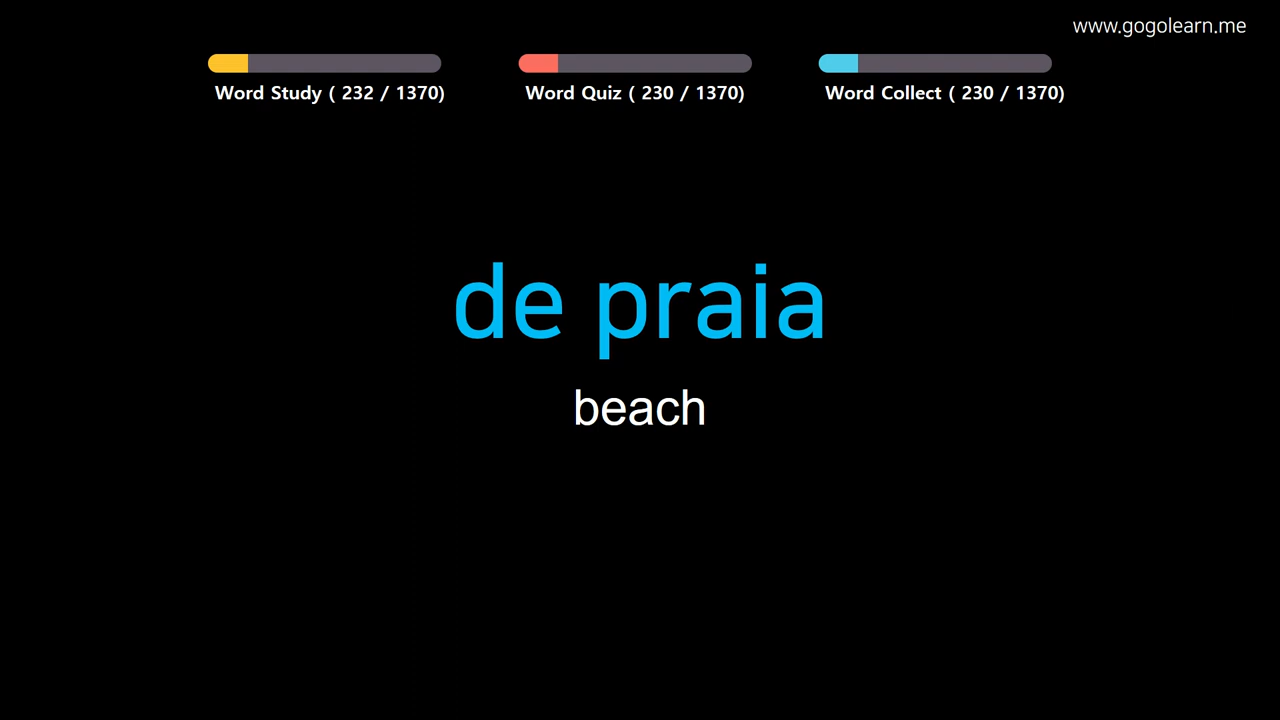 www.gogolearn.me
Word Study ( 232 / 1370)
Word Quiz ( 230 / 1370)
Word Collect ( 230 / 1370)
de praia
beach